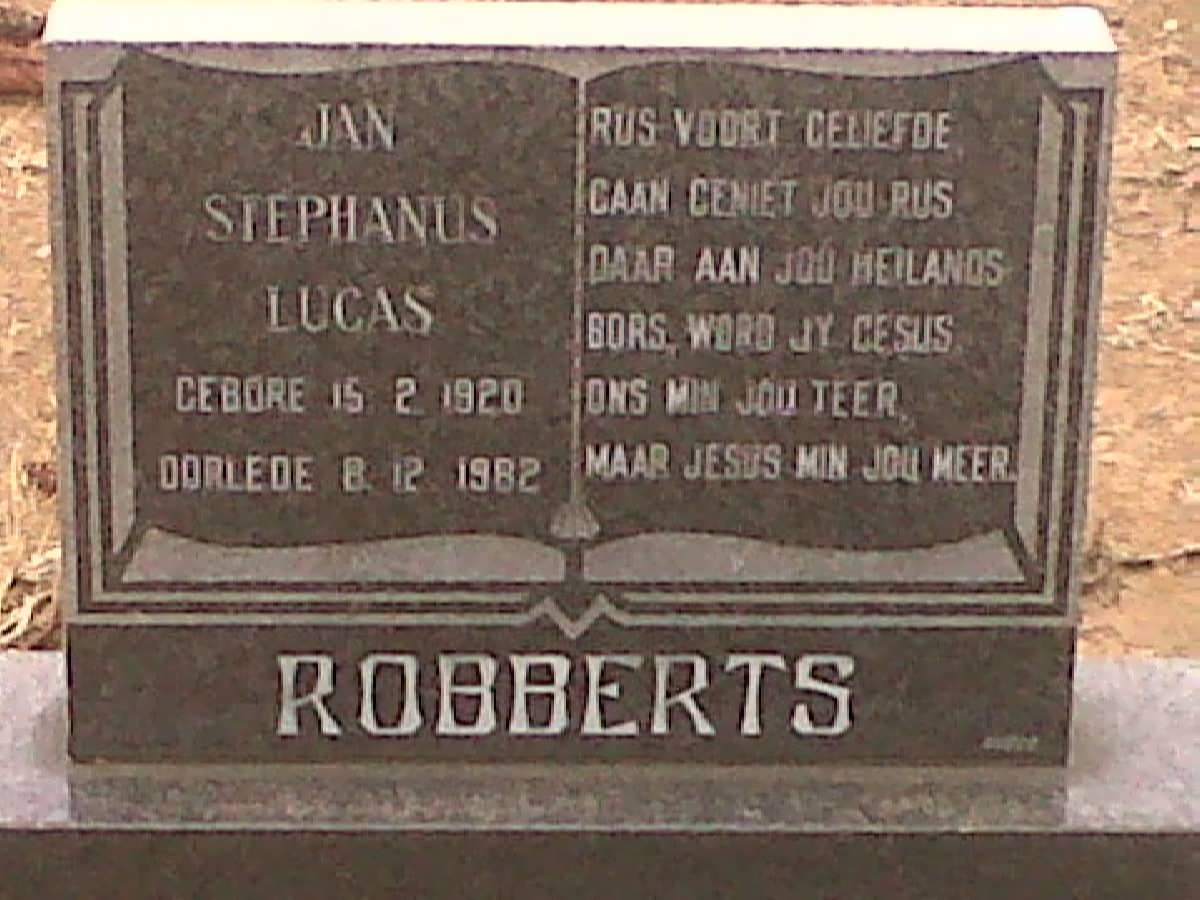 JAN
STEPHANUS
LUCAS
GEBORE 15 2 1920
OORLEDE 8. 12 1982
RUS VOORT GELIEFDE,
GAAN GENIET JOU RUS
DAAR AAN JOU HEILANDS
BORS, WORD JY GESUS
ONS MIN JOU TEER,
MAAR JESUS MIN JOU MEER.
ROBBERTS